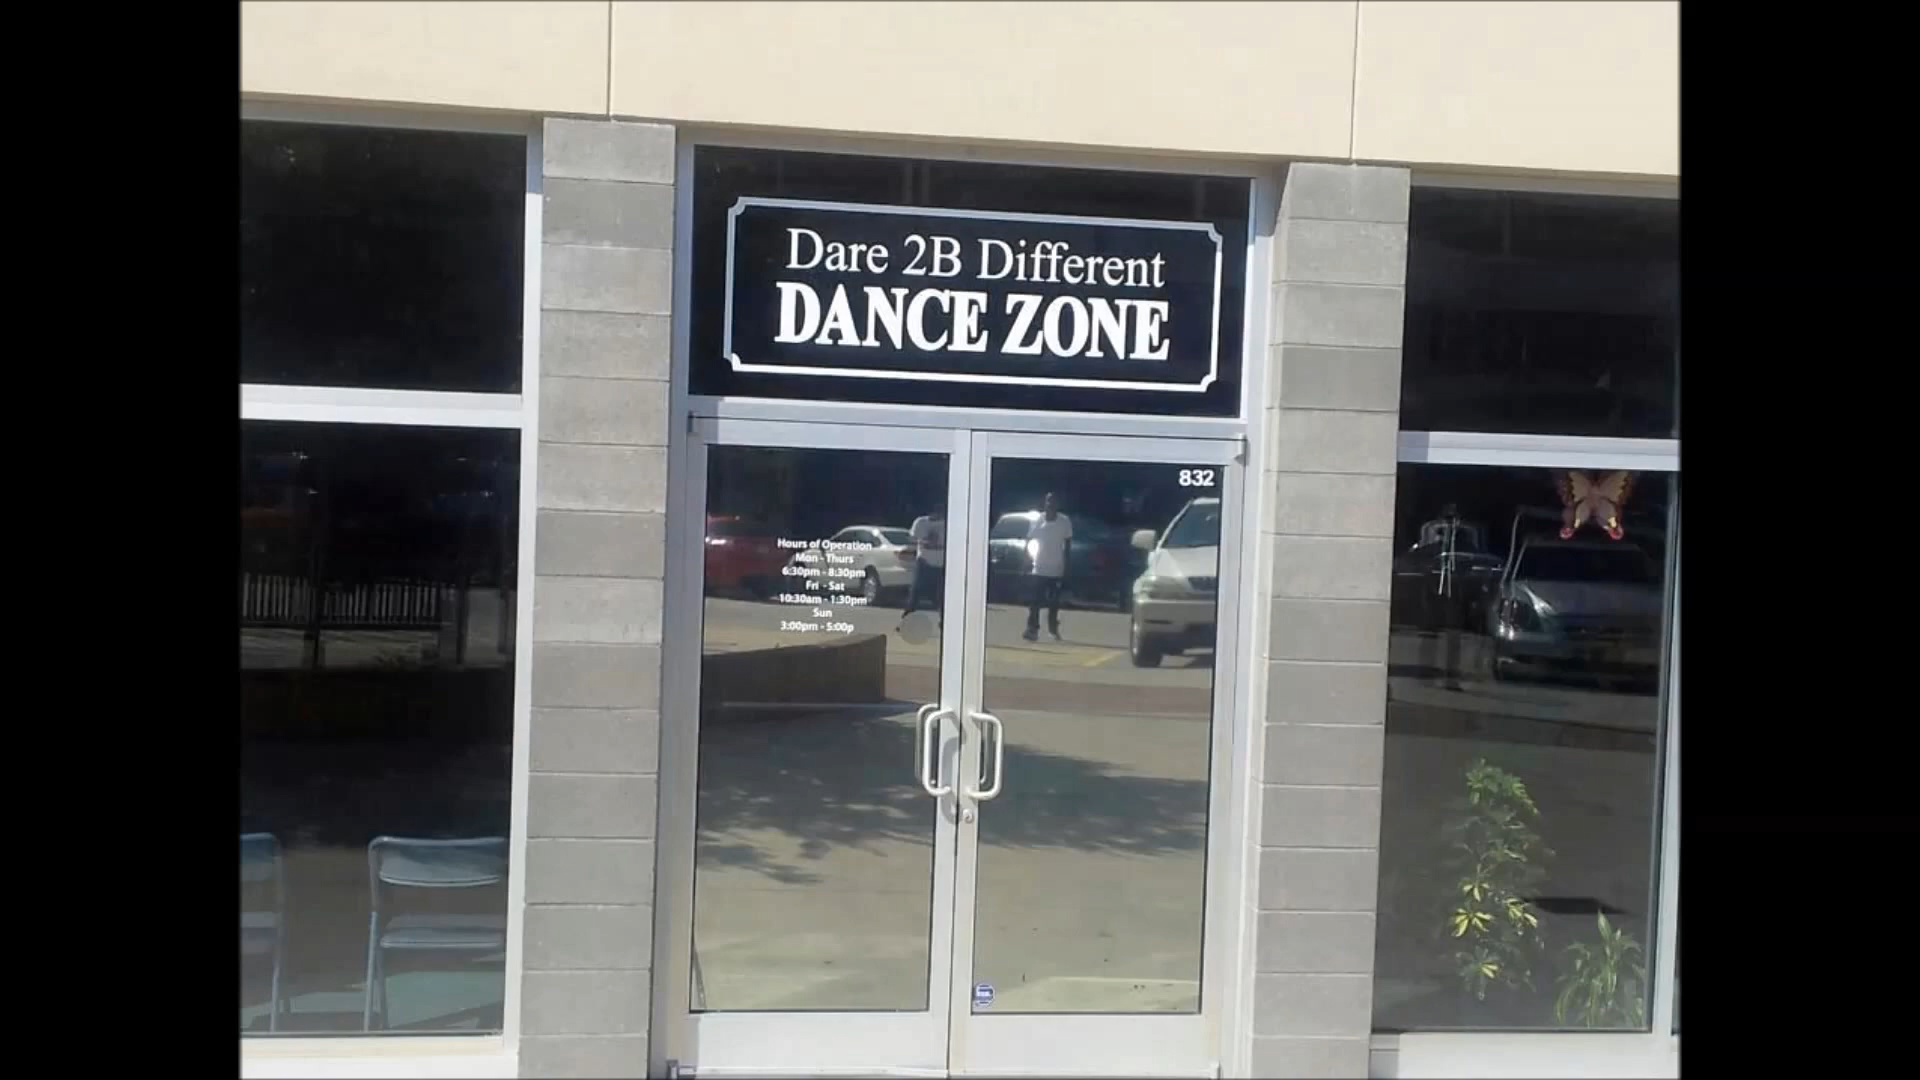 Dare 2B Different
DANCE ZONE
832
Hours of Operation
Mon - Thurs
6:30pm - 8:30pm
Fri - Sat
10:30am - 1:30pm
Sun
3:00pm - 5:00p